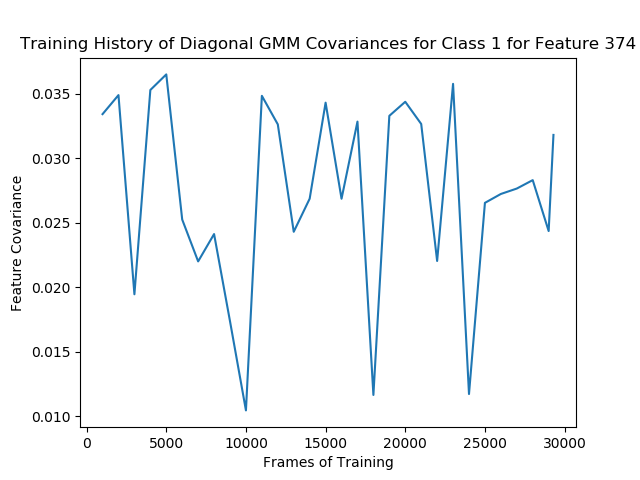 Training History of Diagonal GMM Covariances for Class 1 for Feature 374
0.035
0.030
0.025
0.020
0.015
0.010
Feature Covariance
0 5000 10000 15000 20000 25000 30000
Frames of Training